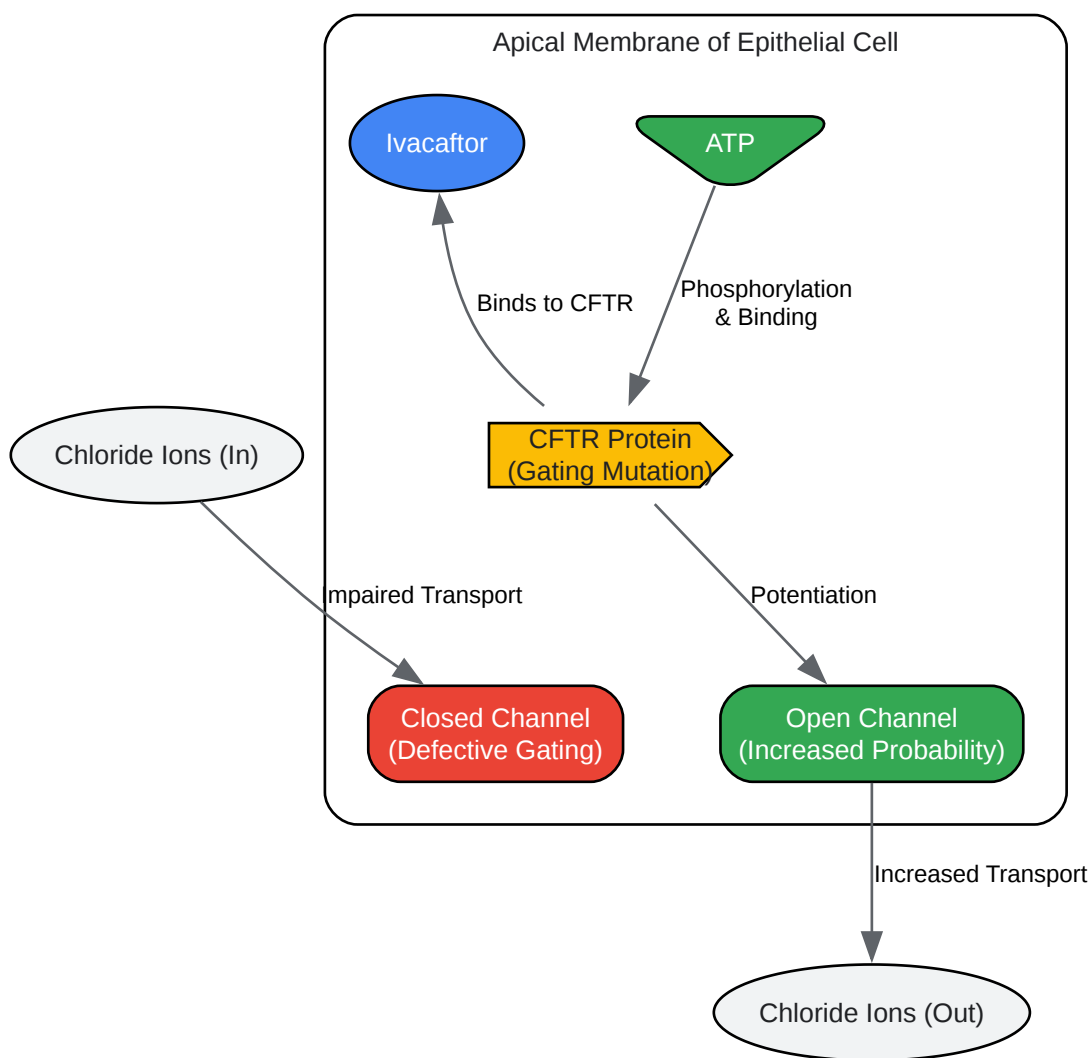 Apical Membrane of Epithelial Cell
Ivacaftor
ATP
Binds to CFTR
Phosphorylation
& Binding
CFTR Protein
(Gating Mutation)
Chloride Ions (In)
Impaired Transport
Potentiation
Closed Channel
(Defective Gating)
Open Channel
(Increased Probability)
Increased Transport
Chloride Ions (Out)